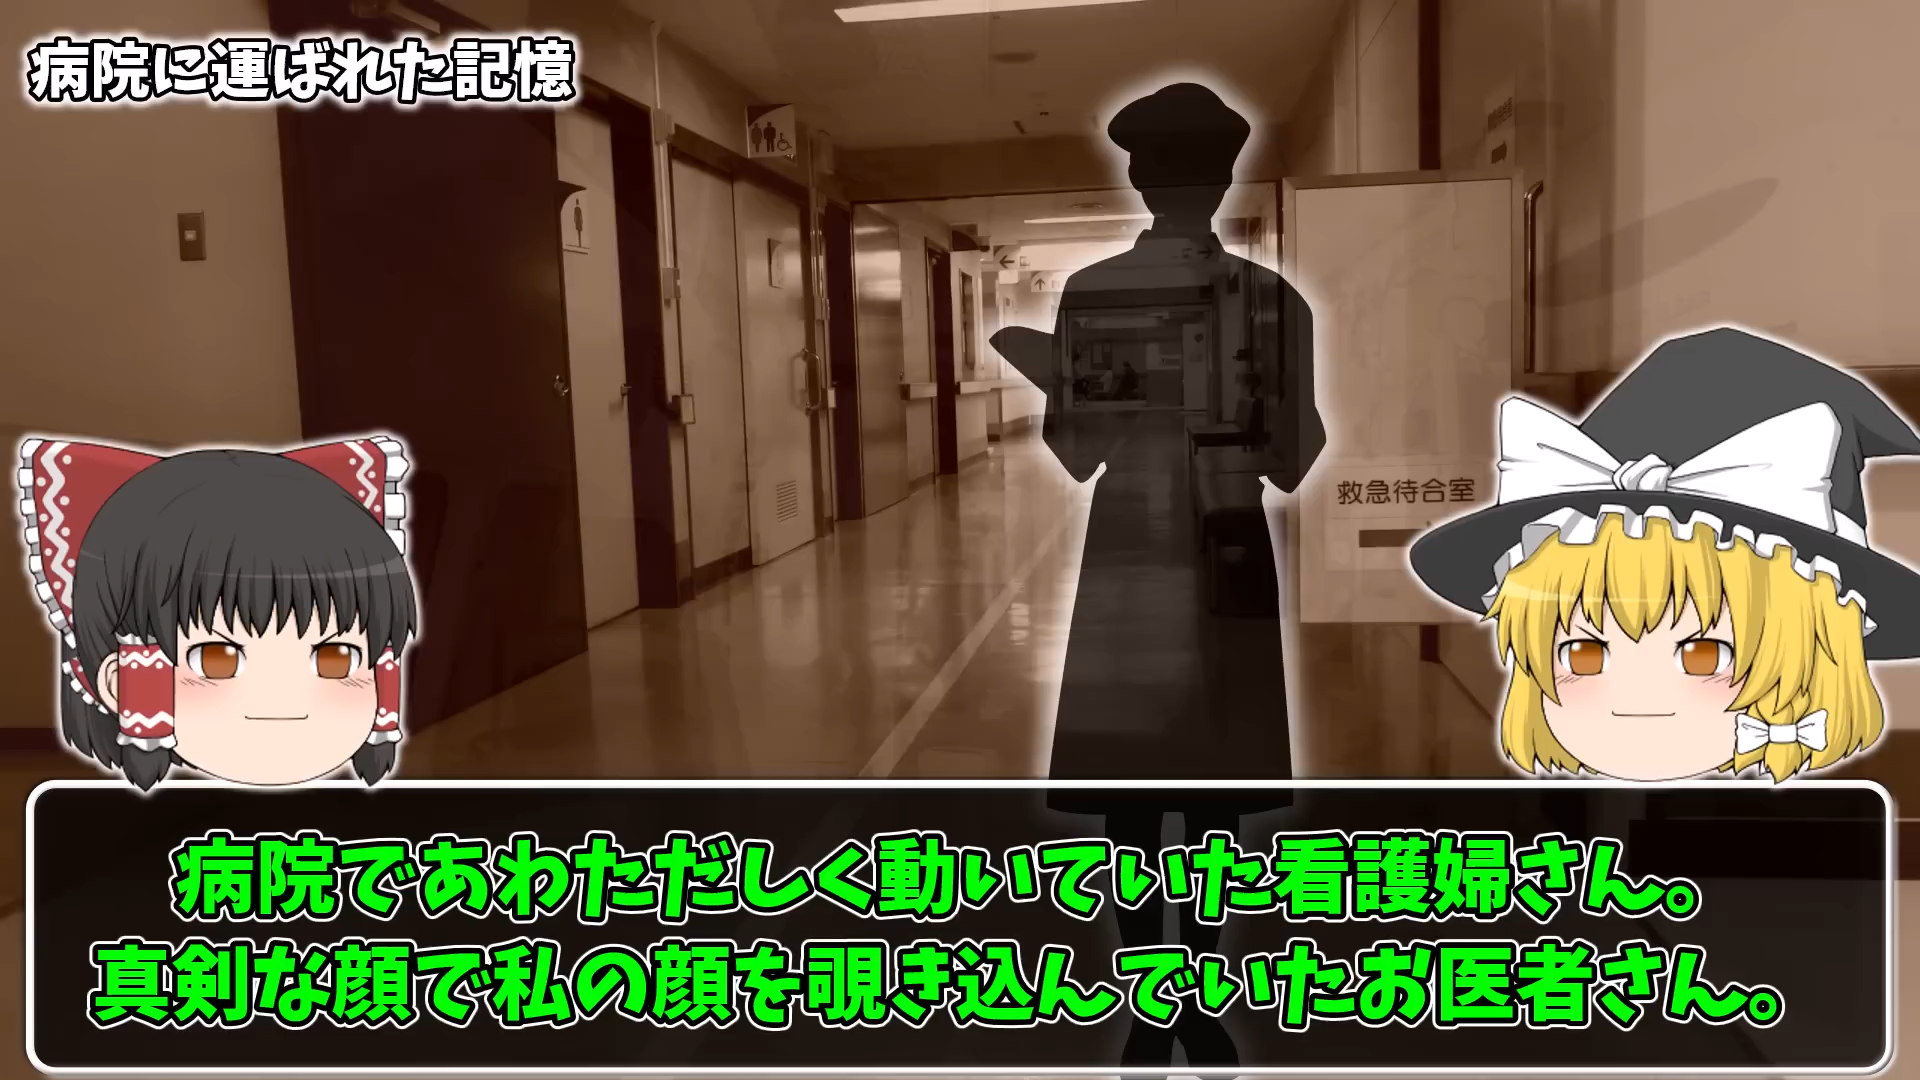 病院に運ばれた記憶
救急待合室
病院であわただしく動いていた看護婦さん。
真剣な顔で私の顔を覗き込んでいたお医者さん。